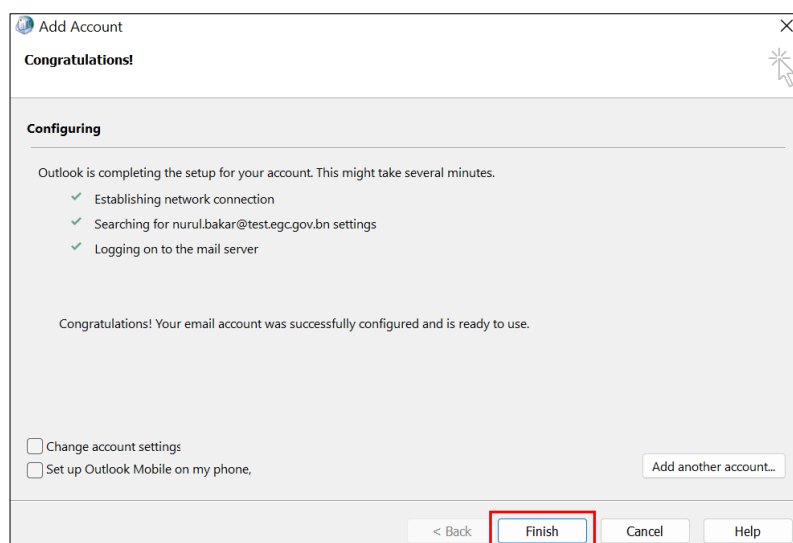 Add Account
Congratulations!
Configuring
Outlook is completing the setup for your account. This might take several minutes.
Establishing network connection
Searching for nurul.bakar@test.egc.gov.bn settings
Logging on to the mail server
Congratulations! Your email account was successfully configured and is ready to use.
Change account settings
Set up Outlook Mobile on my phone,
Add another account...
< Back Finish Cancel Help